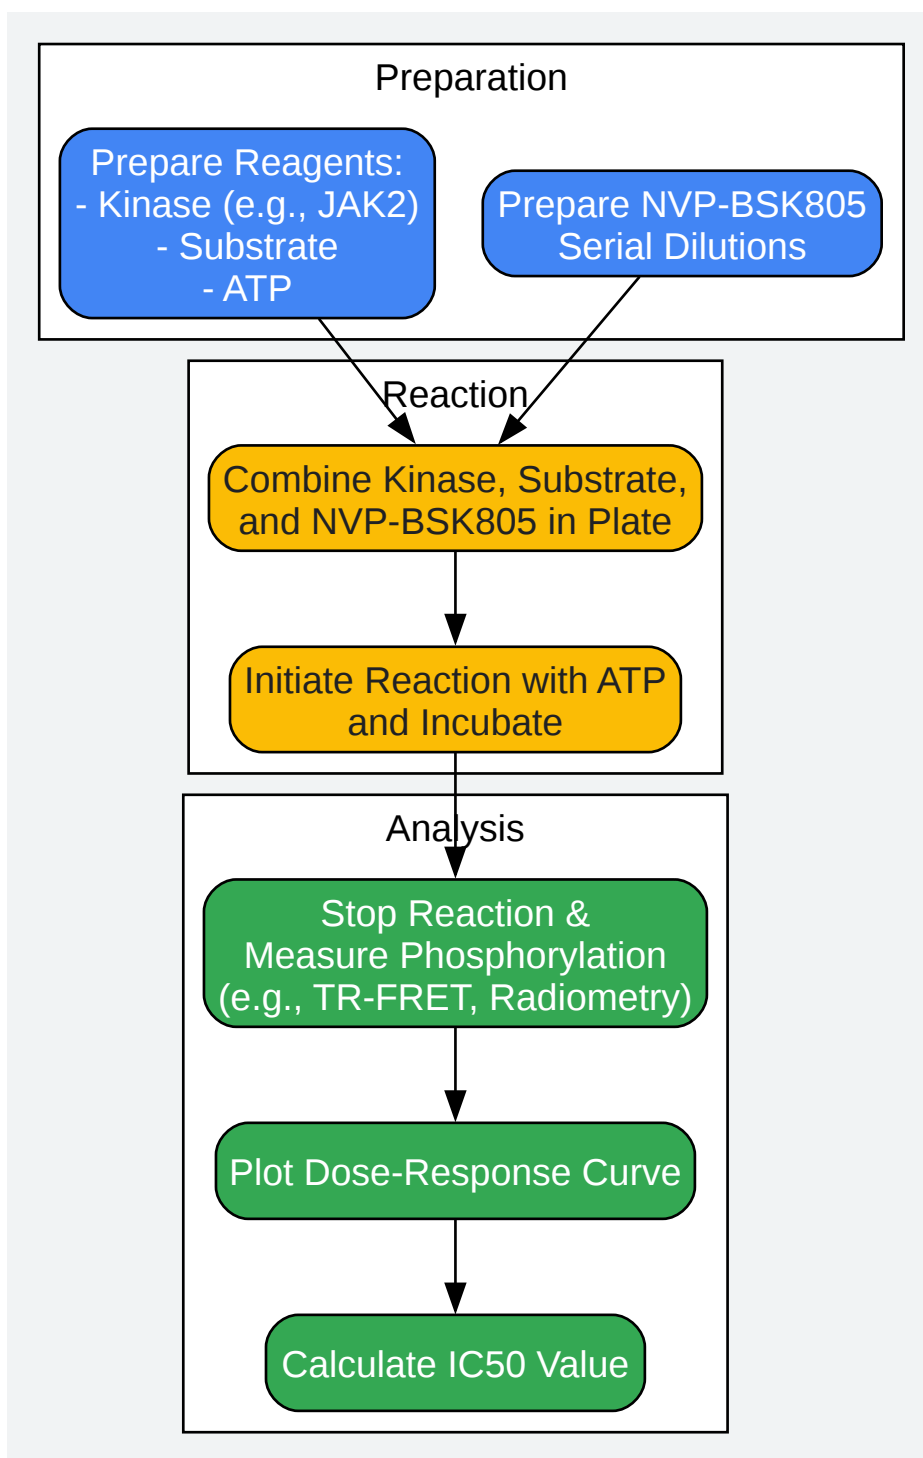 Preparation
Prepare Reagents:
- Kinase (e.g., JAK2)
- Substrate
- ATP
Prepare NVP-BSK805
Serial Dilutions
Reaction
Combine Kinase, Substrate,
and NVP-BSK805 in Plate
Initiate Reaction with ATP
and Incubate
Analysis
Stop Reaction &
Measure Phosphorylation
(e.g., TR-FRET, Radiometry)
Plot Dose-Response Curve
Calculate IC50 Value